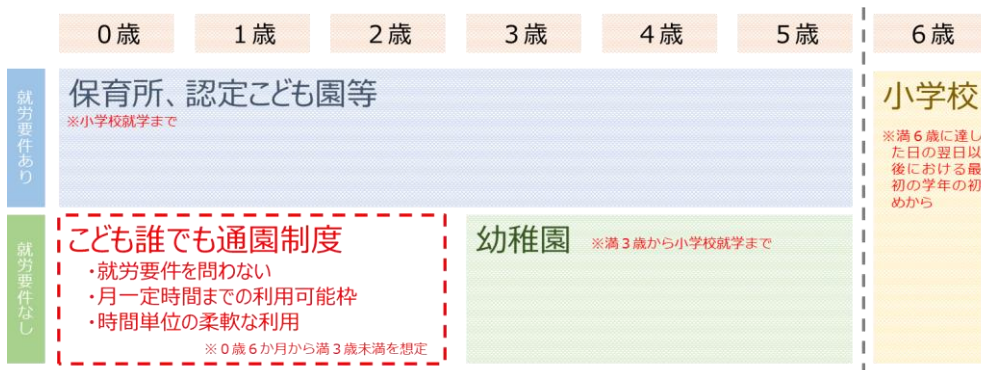 0歳
1歳
2歳
3歳
4歳
5歳
6歳
就労要件あり
保育所、認定こども園等
※小学校就学まで
小学校
※満6歳に達し
た日の翌日以
後における最
初の学年の初
めから
就労要件なし
こども誰でも通園制度
・就労要件を問わない
・月一定時間までの利用可能枠
・時間単位の柔軟な利用
※0歳6か月から満3歳未満を想定
幼稚園 ※満3歳から小学校就学まで